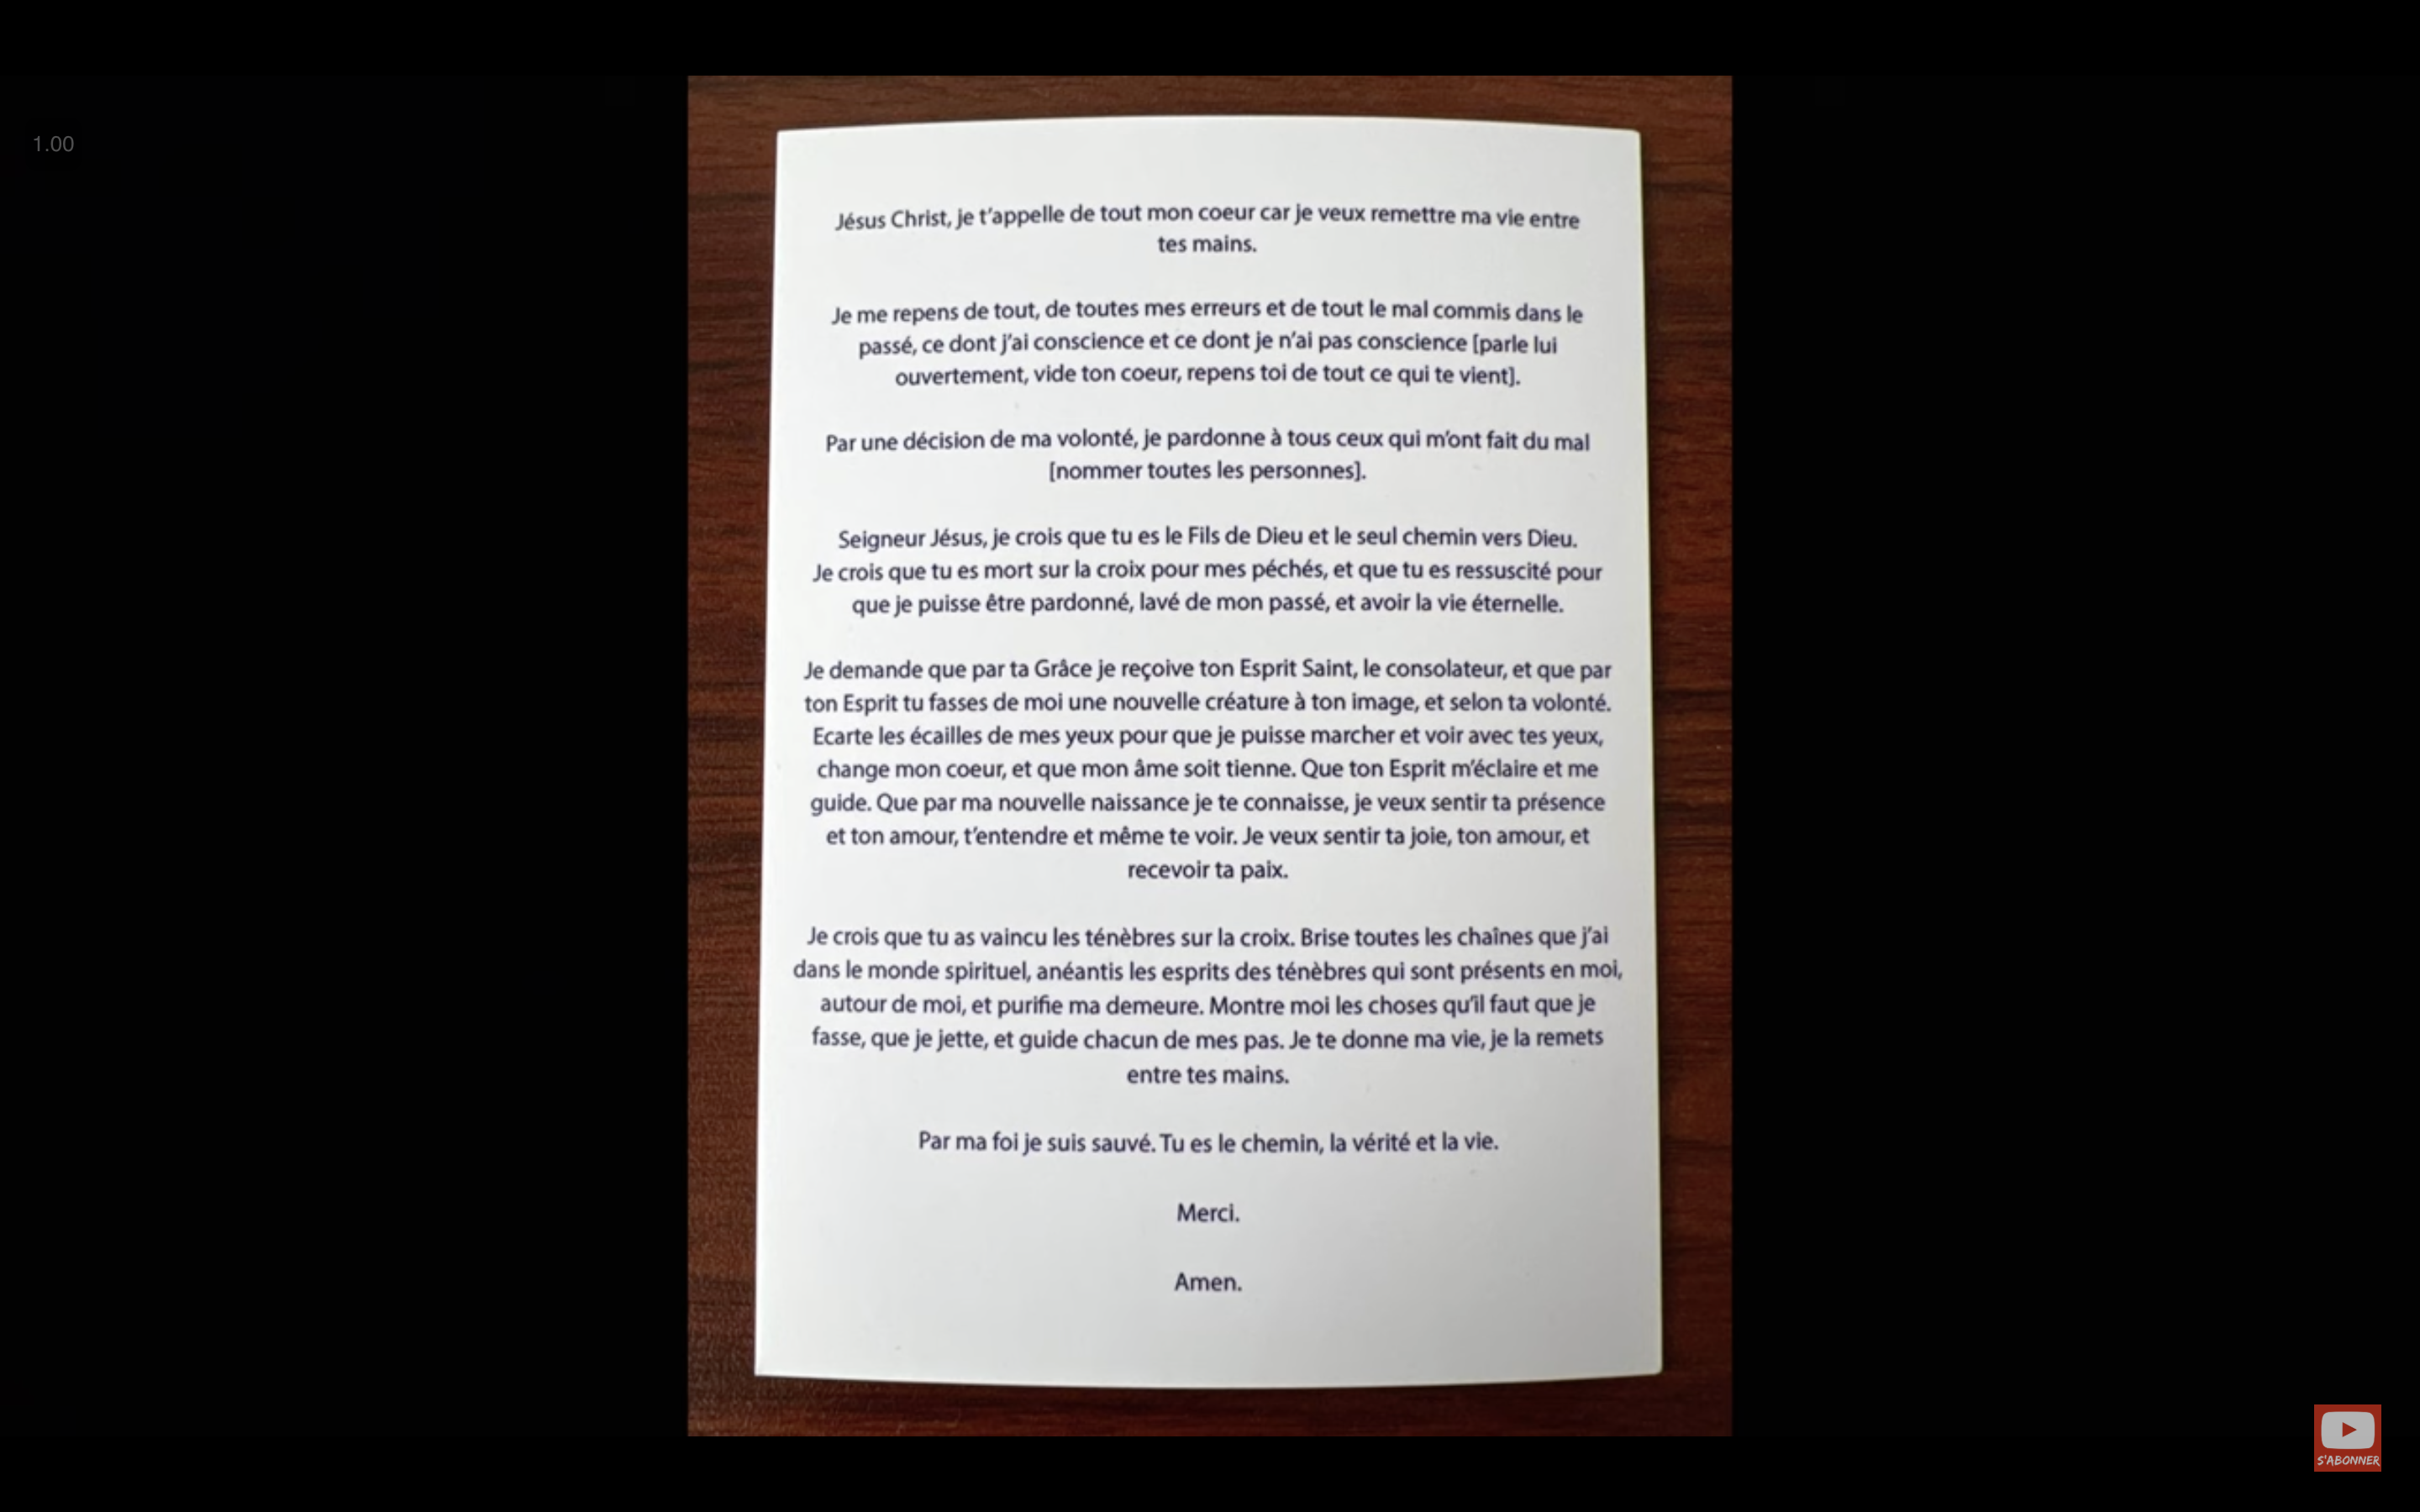 1.00
Jésus Christ, je t’appelle de tout mon coeur car je veux remettre ma vie entre
tes mains.
Je me repens de tout, de toutes mes erreurs et de tout le mal commis dans le
passé, ce dont j’ai conscience et ce dont je n’ai pas conscience [parle lui
ouvertement, vide ton coeur, repens toi de tout ce qui te vient].
Par une décision de ma volonté, je pardonne à tous ceux qui m’ont fait du mal
[nommer toutes les personnes].
Seigneur Jésus, je crois que tu es le Fils de Dieu et le seul chemin vers Dieu.
Je crois que tu es mort sur la croix pour mes péchés, et que tu es ressuscité pour
que je puisse être pardonné, lavé de mon passé, et avoir la vie éternelle.
Je demande que par ta Grâce je reçoive ton Esprit Saint, le consolateur, et que par
ton Esprit tu fasses de moi une nouvelle créature à ton image, et selon ta volonté.
Ecarte les écailles de mes yeux pour que je puisse marcher et voir avec tes yeux,
change mon coeur, et que mon âme soit tienne. Que ton Esprit m’éclaire et me
guide. Que par ma nouvelle naissance je te connaisse, je veux sentir ta présence
et ton amour, t’entendre et même te voir. Je veux sentir ta joie, ton amour, et
recevoir ta paix.
Je crois que tu as vaincu les ténèbres sur la croix. Brise toutes les chaînes que j’ai
dans le monde spirituel, anéantis les esprits des ténèbres qui sont présents en moi,
autour de moi, et purifie ma demeure. Montre moi les choses qu’il faut que je
fasse, que je jette, et guide chacun de mes pas. Je te donne ma vie, je la remets
entre tes mains.
Par ma foi je suis sauvé. Tu es le chemin, la vérité et la vie.
Merci.
Amen.
S'ABONNER